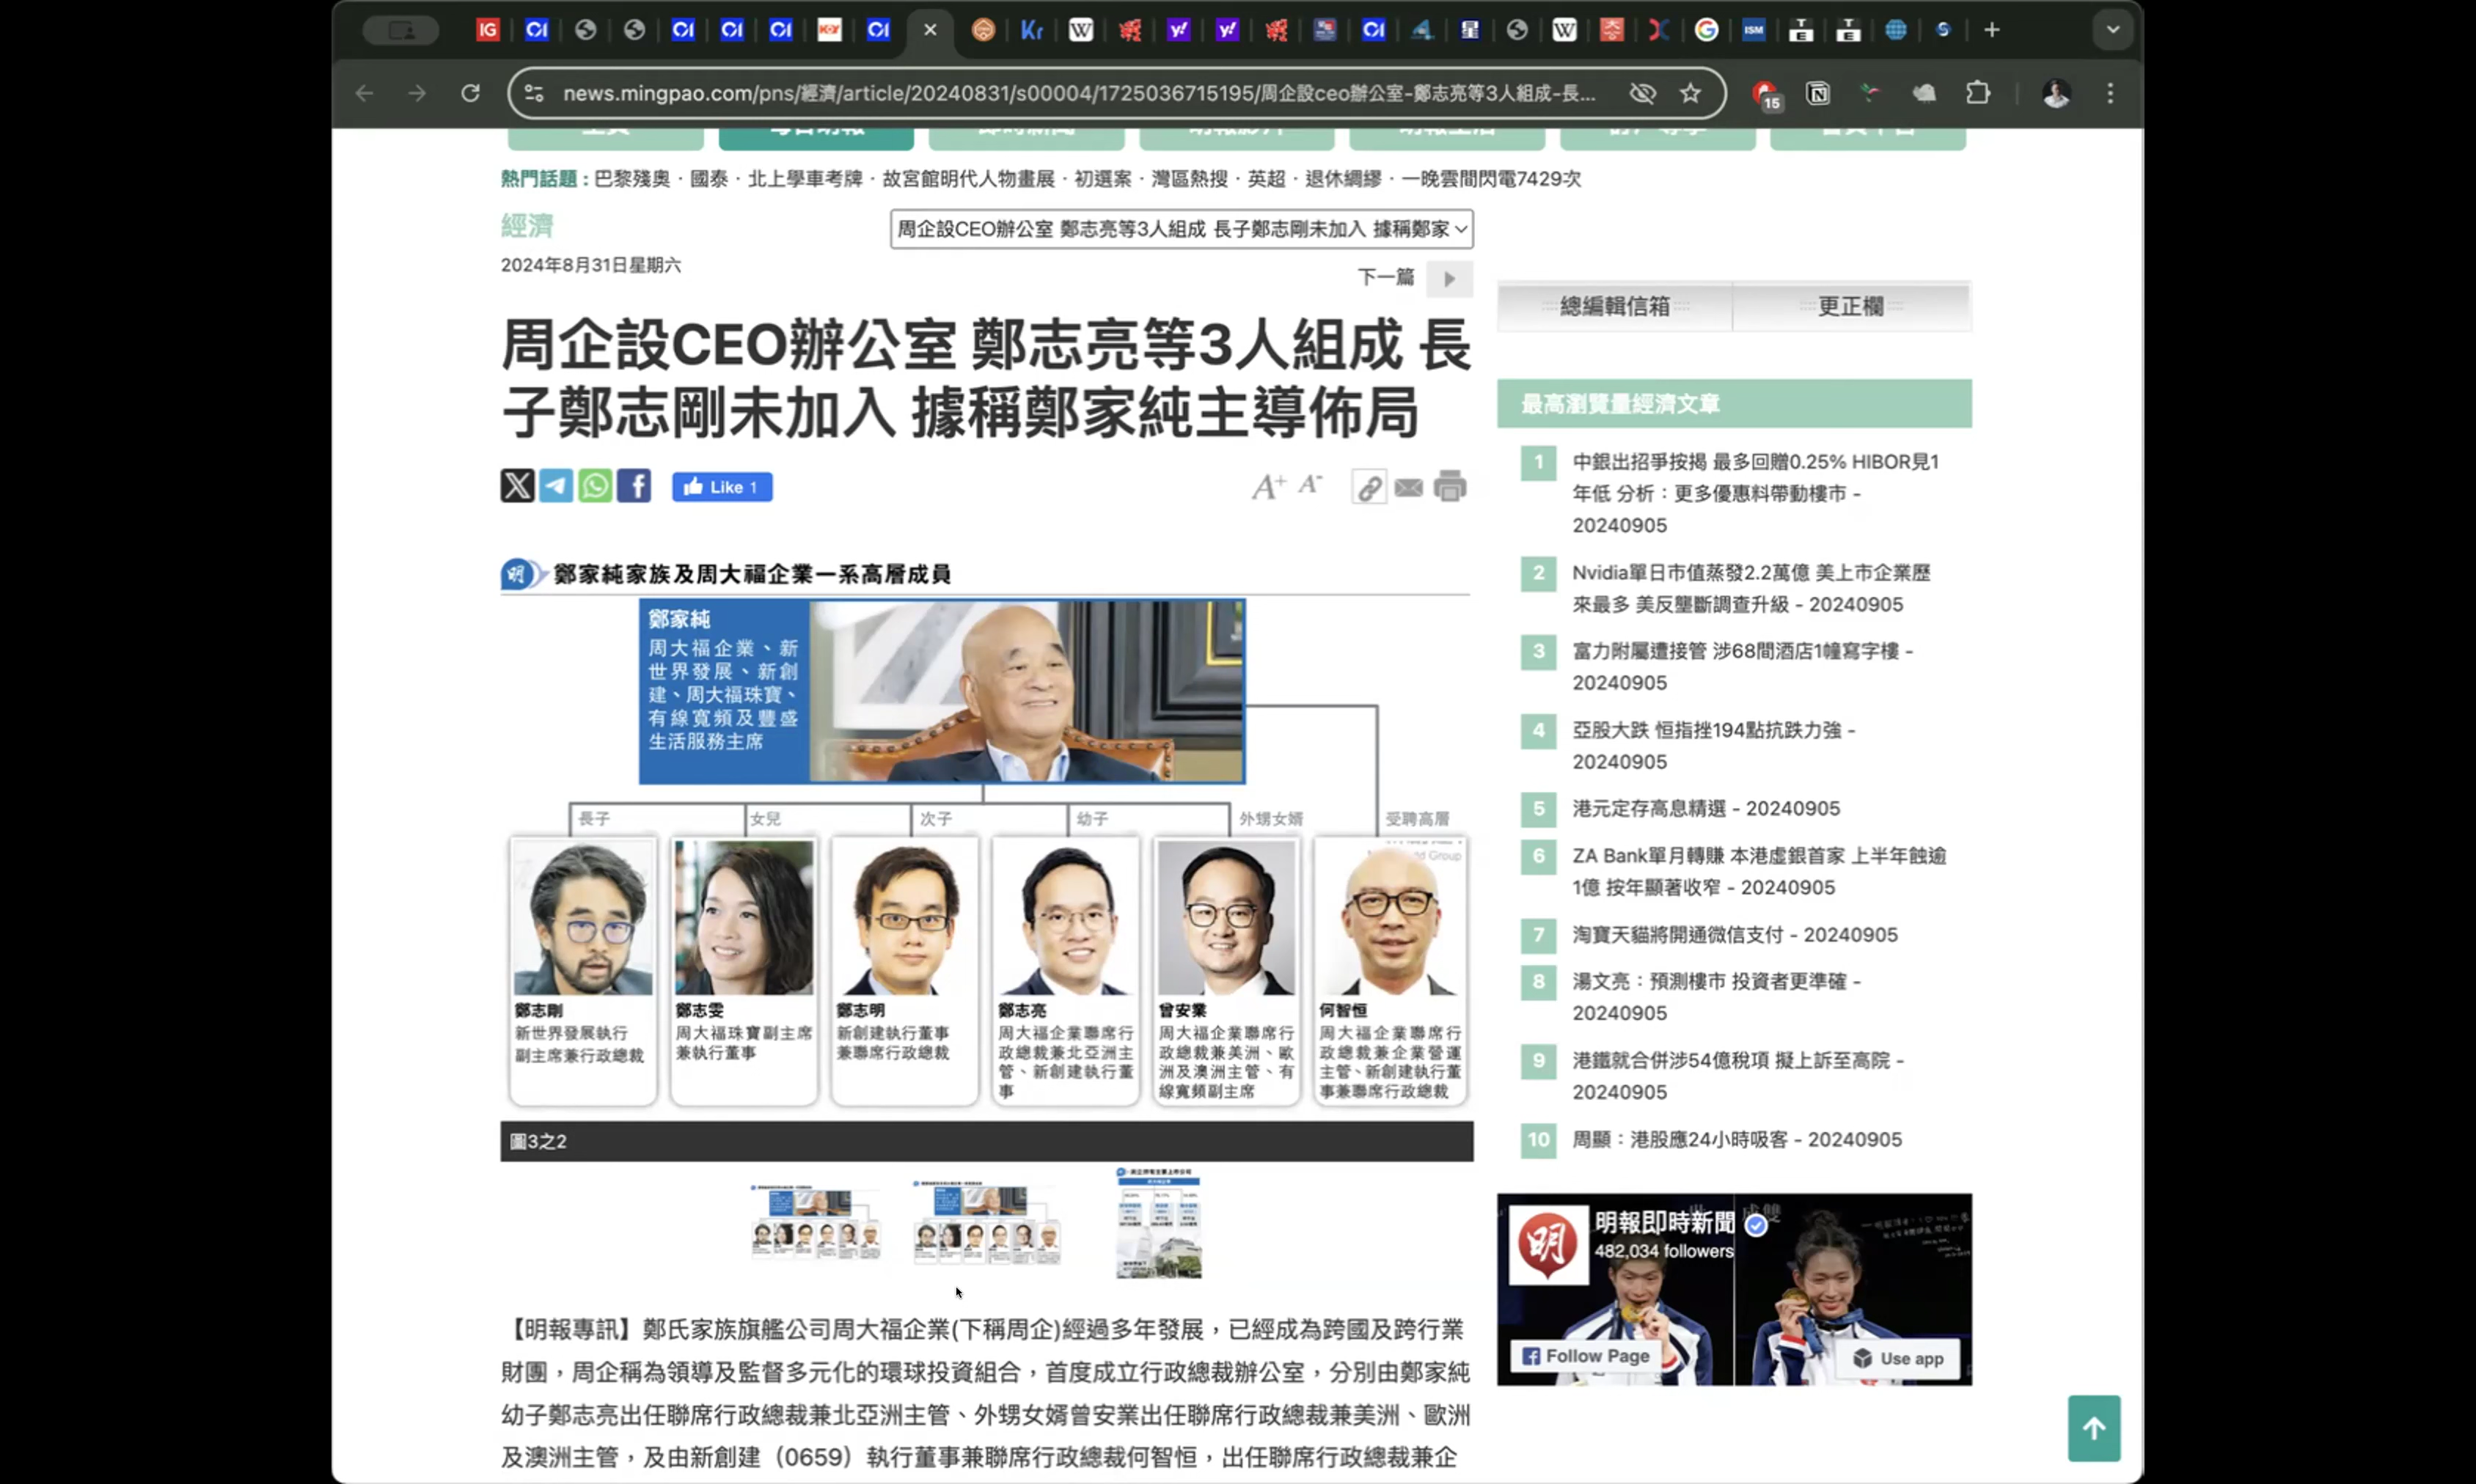 IG
Kr
W
y!
y!
W
G
ISM
T E
T E
news.mingpao.com/pns/經濟/article/20240831/s00004/1725036715195/周企設ceo辦公室-鄭志亮等3人組成-長...
15
熱門話題：巴黎殘奧 · 國泰 · 北上學車考牌 · 故宮館明代人物畫展 · 初選案 · 灣區熱搜 · 英超 · 退休綢繆 · 一晚雲間閃電7429次
經濟
周企設CEO辦公室 鄭志亮等3人組成 長子鄭志剛未加入 據稱鄭家
2024年8月31日星期六
下一篇
周企設CEO辦公室 鄭志亮等3人組成 長
子鄭志剛未加入 據稱鄭家純主導佈局
Like 1
A+ A-
明 鄭家純家族及周大福企業一系高層成員
鄭家純
周大福企業、新
世界發展、新創
建、周大福珠寶、
有線寬頻及豐盛
生活服務主席
長子
女兒
次子
幼子
外甥女婿
受聘高層
鄭志剛
新世界發展執行
副主席兼行政總裁
鄭志雯
周大福珠寶副主席
兼執行董事
鄭志明
新創建執行董事
兼聯席行政總裁
鄭志亮
周大福企業聯席行
政總裁兼北亞洲主
管、新創建執行董
事
曾安業
周大福企業聯席行
政總裁兼美洲、歐
洲及澳洲主管、有
線寬頻副主席
Group
何智恒
周大福企業聯席行
政總裁兼企業營運
主管、新創建執行董
事兼聯席行政總裁
圖3之2
【明報專訊】鄭氏家族旗艦公司周大福企業(下稱周企)經過多年發展，已經成為跨國及跨行業
財團，周企稱為領導及監督多元化的環球投資組合，首度成立行政總裁辦公室，分別由鄭家純
幼子鄭志亮出任聯席行政總裁兼北亞洲主管、外甥女婿曾安業出任聯席行政總裁兼美洲、歐洲
及澳洲主管，及由新創建（0659）執行董事兼聯席行政總裁何智恒，出任聯席行政總裁兼企
總編輯信箱
更正欄
最高瀏覽量經濟文章
1 中銀出招爭按揭 最多回贈0.25% HIBOR見1
年低 分析：更多優惠料帶動樓市 -
20240905
2 Nvidia單日市值蒸發2.2萬億 美上市企業歷
來最多 美反壟斷調查升級 - 20240905
3 富力附屬遭接管 涉68間酒店1幢寫字樓 -
20240905
4 亞股大跌 恒指挫194點抗跌力強 -
20240905
5 港元定存高息精選 - 20240905
6 ZA Bank單月轉賺 本港虛銀首家 上半年蝕逾
1億 按年顯著收窄 - 20240905
7 淘寶天貓將開通微信支付 - 20240905
8 湯文亮：預測樓市 投資者更準確 -
20240905
9 港鐵就合併涉54億稅項 擬上訴至高院 -
20240905
10 周顯：港股應24小時吸客 - 20240905
明
明報即時新聞
482,034 followers
Follow Page
Use app